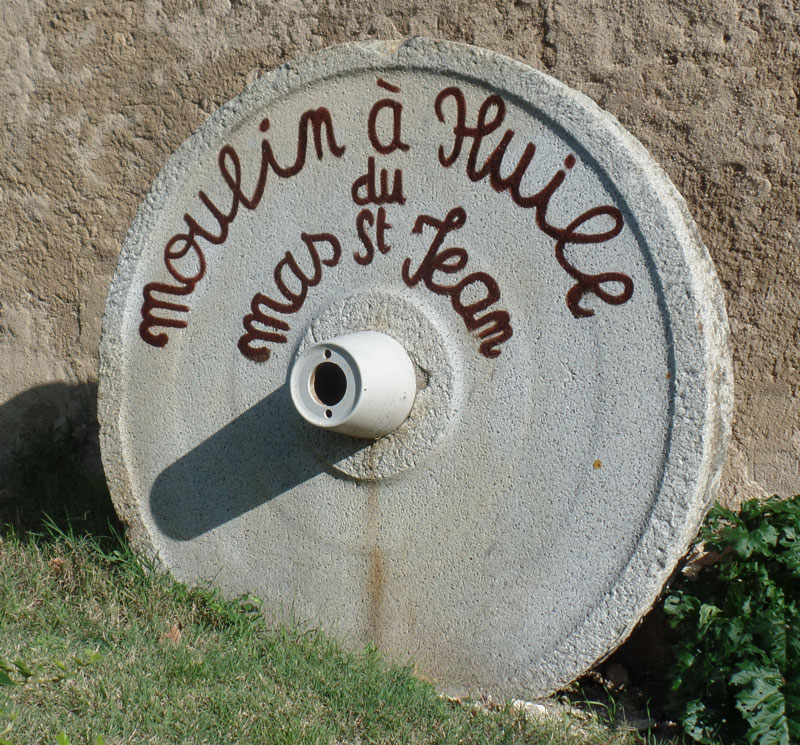 moulin à Huile
du
mas St Jean